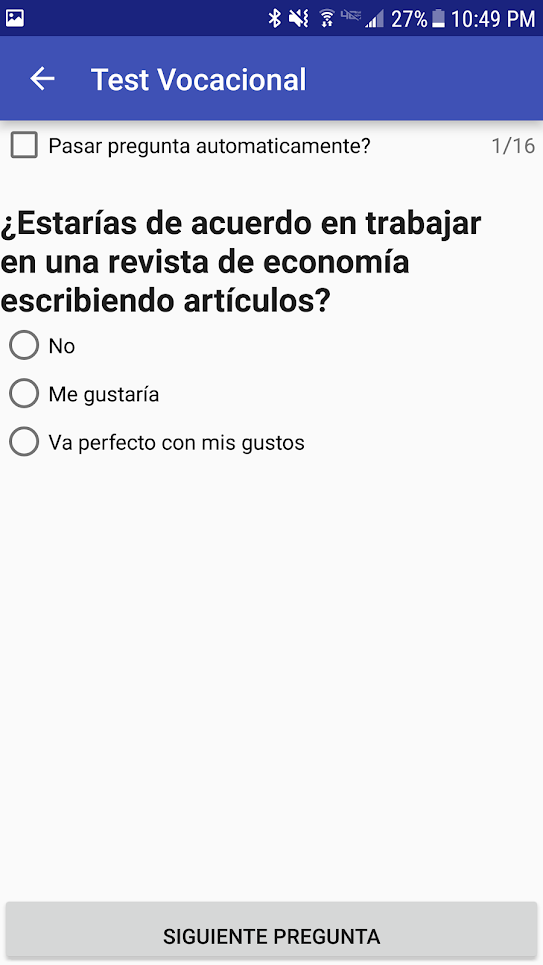 27% 10:49 PM
Test Vocacional
Pasar pregunta automaticamente? 1/16
¿Estarías de acuerdo en trabajar
en una revista de economía
escribiendo artículos?
No
Me gustaría
Va perfecto con mis gustos
SIGUIENTE PREGUNTA